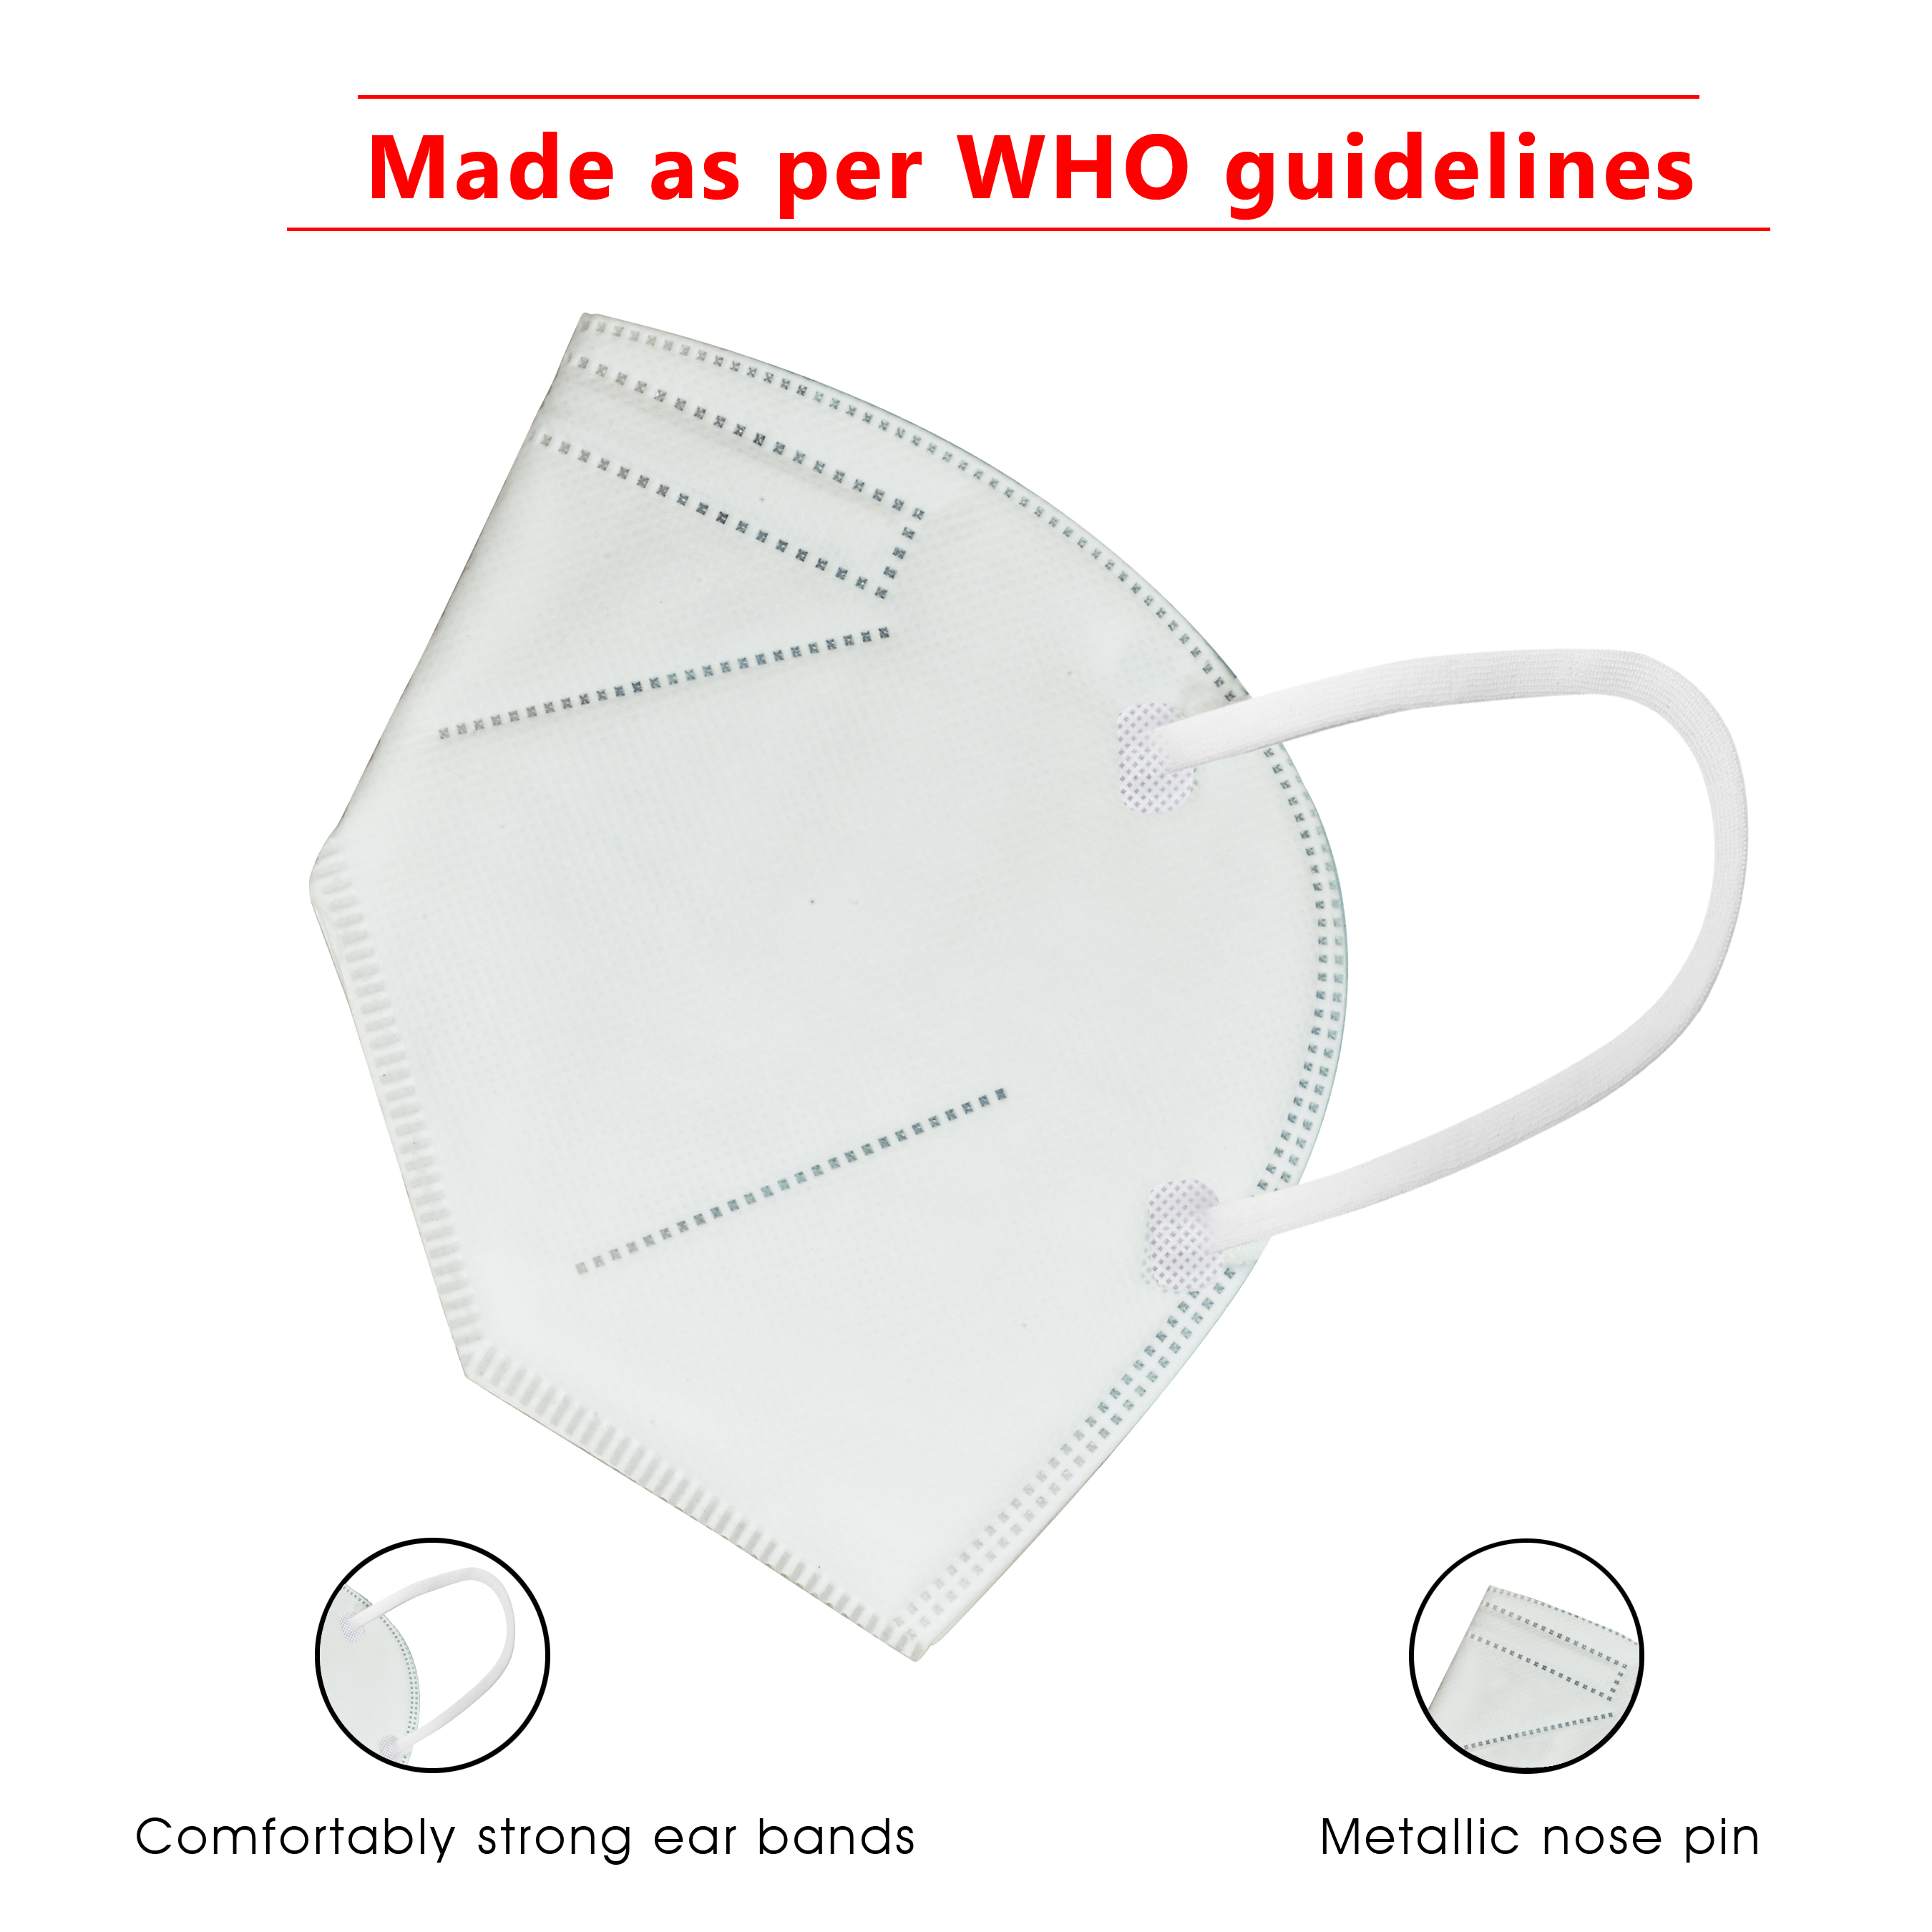 Made as per WHO guidelines
Comfortably strong ear bands
Metallic nose pin